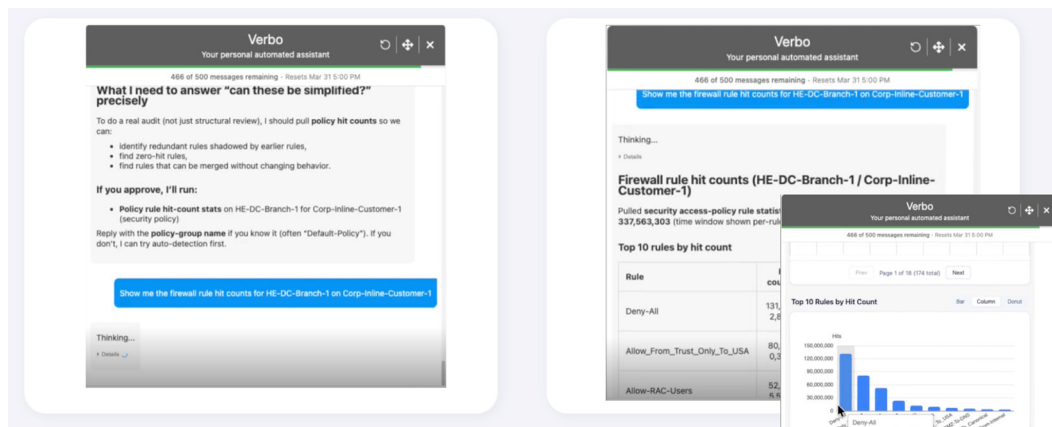 Verbo
Your personal automated assistant
466 of 500 messages remaining - Resets Mar 31 5:00 PM
What I need to answer "can these be simplified?"
precisely
To do a real audit (not just structural review), I should pull policy hit counts so we
can:
• identify redundant rules shadowed by earlier rules,
• find zero-hit rules,
• find rules that can be merged without changing behavior.
If you approve, I'll run:
• Policy rule hit-count stats on HE-DC-Branch-1 for Corp-Inline-Customer-1
(security policy)
Reply with the policy-group name if you know it (often "Default-Policy"). If you
don't, I can try auto-detection first.
Show me the firewall rule hit counts for HE-DC-Branch-1 on Corp-Inline-Customer-1
Thinking...
Details
Verbo
Your personal automated assistant
466 of 500 messages remaining - Resets Mar 31 5:00 PM
Show me the firewall rule hit counts for HE-DC-Branch-1 on Corp-Inline-Customer-1
Thinking...
Details
Firewall rule hit counts (HE-DC-Branch-1 / Corp-Inline-
Customer-1)
Pulled security access-policy rule
337,563,303 (time window shown
Top 10 rules by hit count
Rule
Deny-All
131,
2,8
Allow_From_Trust_Only_To_USA
80,
0,3
Allow-RAC-Users
52,
Verbo
Your personal automated assistant
466 of 500 messages remaining - Resets Mar 31 5:00 PM
Prev Page 1 of 18 (174 total) Next
Top 10 Rules by Hit Count
Bar Column Donut
Hits
150,000,000
120,000,000
90,000,000
60,000,000
30,000,000
0
Deny-All